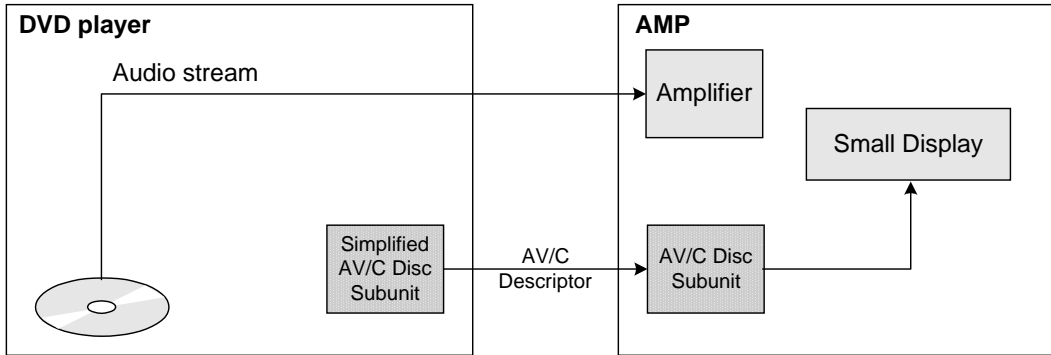 DVD player
AMP
Audio stream
Amplifier
Small Display
Simplified
AV/C Disc
Subunit
AV/C
Descriptor
AV/C Disc
Subunit